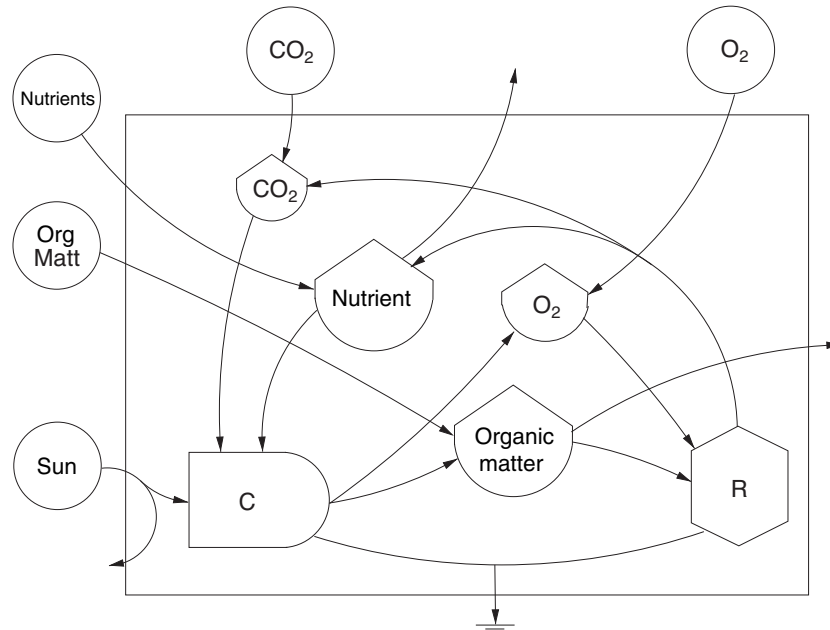 CO₂
O₂
Nutrients
CO₂
Org
Matt
Nutrient
O₂
Organic
matter
Sun
C
R